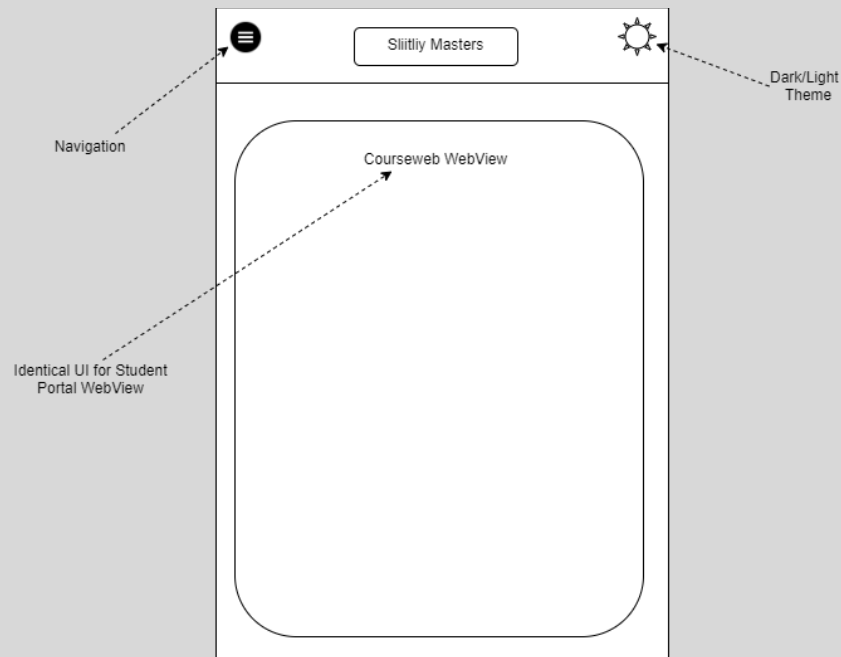 Sliitliy Masters
Dark/Light
Theme
Navigation
Courseweb WebView
Identical UI for Student
Portal WebView